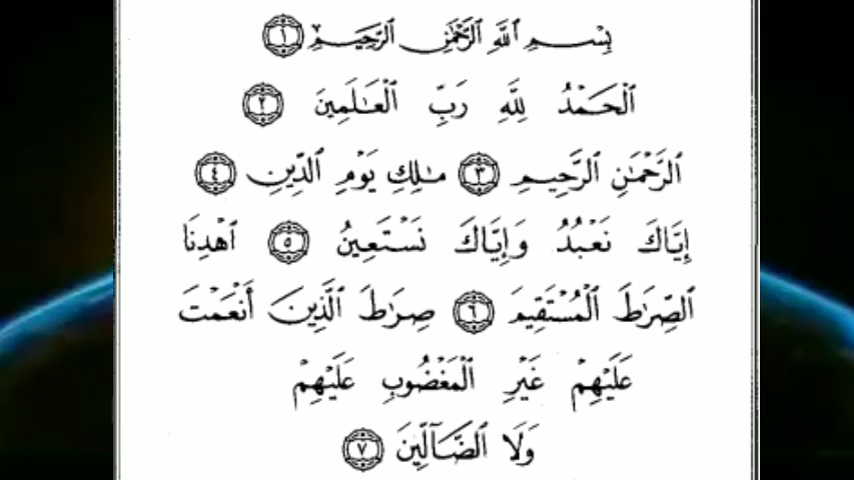 بِسْمِ ٱللَّهِ ٱلرَّحْمَٰنِ ٱلرَّحِيمِ ١
ٱلْحَمْدُ لِلَّهِ رَبِّ ٱلْعَٰلَمِينَ ٢
ٱلرَّحْمَٰنِ ٱلرَّحِيمِ ٣ مَٰلِكِ يَوْمِ ٱلدِّينِ ٤
إِيَّاكَ نَعْبُدُ وَإِيَّاكَ نَسْتَعِينُ ٥ ٱهْدِنَا
ٱلصِّرَٰطَ ٱلْمُسْتَقِيمَ ٦ صِرَٰطَ ٱلَّذِينَ أَنْعَمْتَ
عَلَيْهِمْ غَيْرِ ٱلْمَغْضُوبِ عَلَيْهِمْ
وَلَا ٱلضَّآلِّينَ ٧